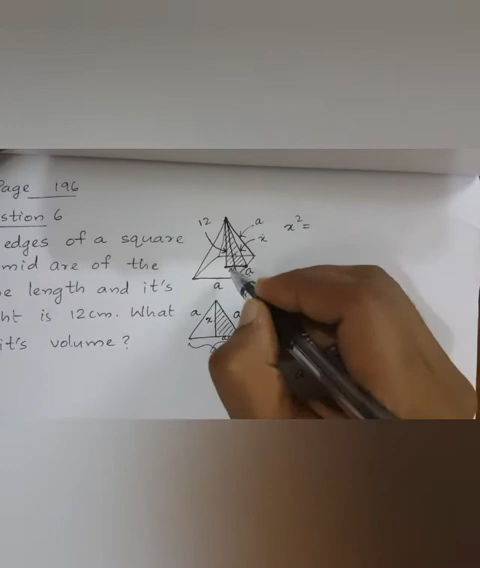 Page 196
stion 6
edges of a square
mid are of the
e length and it's
ht is 12cm. What
it's volume?
12
a
x
a
a
x² =
a
x
a